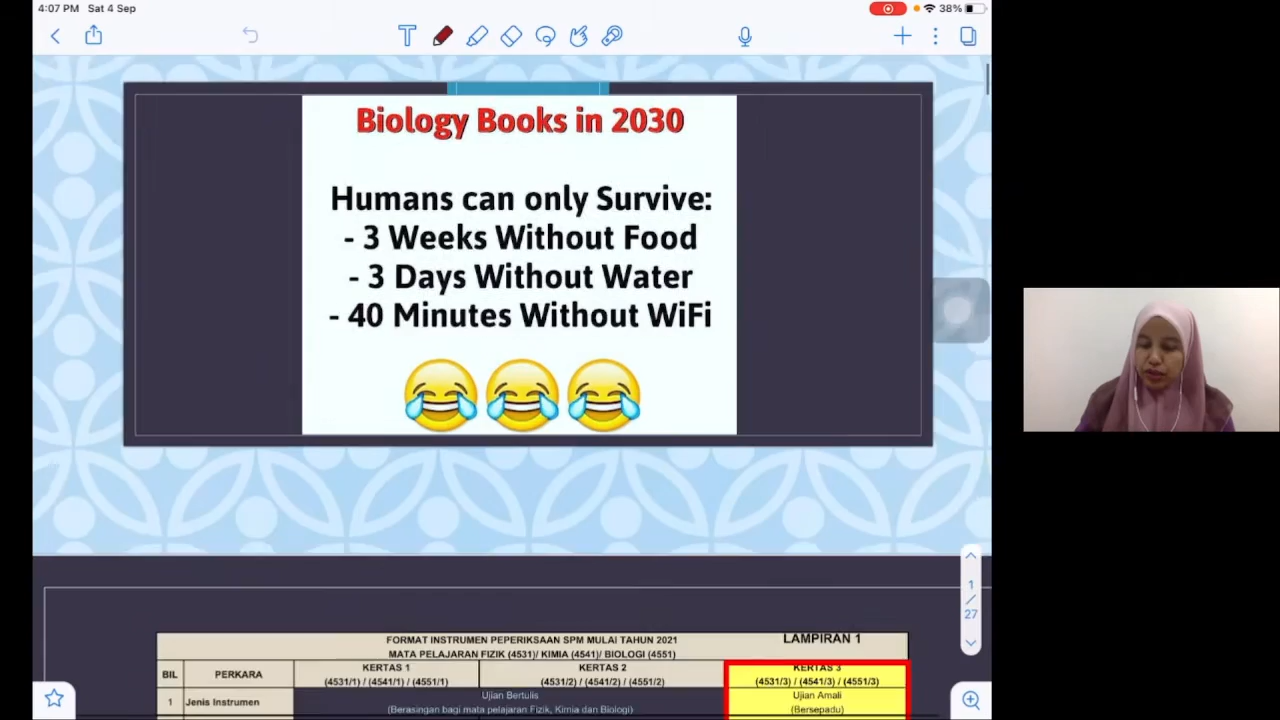 4:07 PM Sat 4 Sep
38%
Biology Books in 2030
Humans can only Survive:
- 3 Weeks Without Food
- 3 Days Without Water
- 40 Minutes Without WiFi
1
/
27
FORMAT INSTRUMEN PEPERIKSAAN SPM MULAI TAHUN 2021
LAMPIRAN 1
MATA PELAJARAN FIZIK (4531)/ KIMIA (4541)/ BIOLOGI (4551)
BIL PERKARA KERTAS 1 KERTAS 2 KERTAS 3
(4531/1) / (4541/1) / (4551/1) (4531/2) / (4541/2) / (4551/2) (4531/3) / (4541/3) / (4551/3)
1 Jenis Instrumen Ujian Bertulis Ujian Amali
(Berasingan bagi mata pelajaran Fizik, Kimia dan Biologi) (Bersepadu)